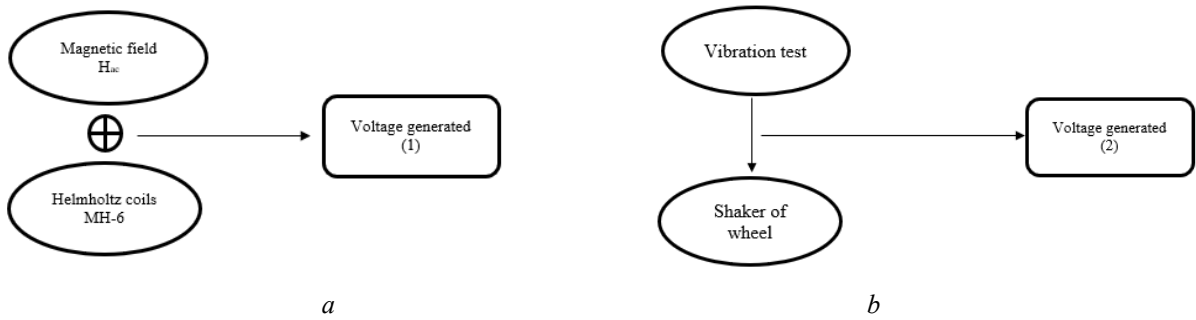 Magnetic field
Hac
Helmholtz coils
MH-6
Voltage generated
(1)
a
Vibration test
Shaker of
wheel
Voltage generated
(2)
b